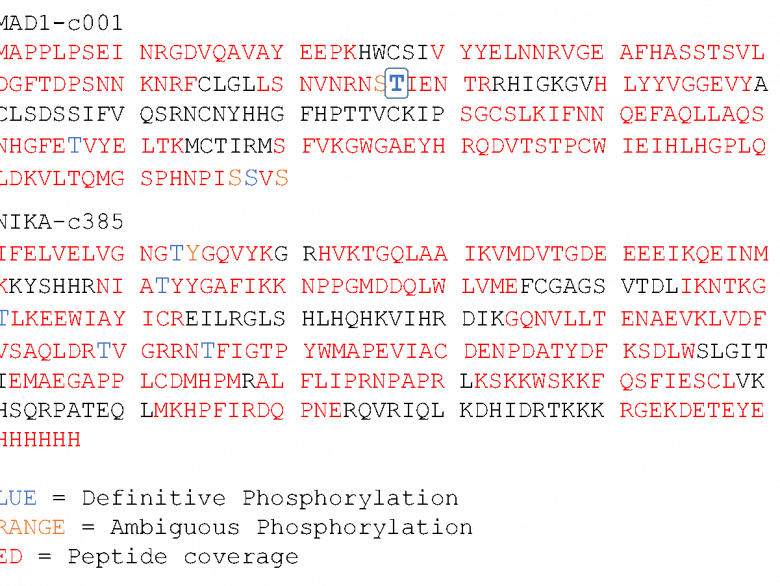 MAD1-c001
MAPPLPSEI NRGDVQAVAY EEPKHWCSIV YYELNNRVGE AFHASSTSVL
DGFTDPSNN KNRFCLGLLS NVNRNSTIEN TRRHIGKGVH LYYVGGEVYA
CLSDSSIFV QSRNCNYHHG FHPTTVCKIP SGCSLKIFNN QEFAQLLAQS
NHGFETVYE LTKMCTIRMS FVKGWGAEYH RQDVTSTPCW IEIHLHGPLQ
LDKVLTQMG SPHNPISSVS
NIKA-c385
IFELVELVG NGTYGQVYKG RHVKTGQLAA IKVMDVTGDE EEEIKQEINM
KKYSHHRNI ATYYGAFIKK NPPGMDDQLW LVMEFCGAGS VTDLIKNTKG
TLKEEWIAY ICREILRGLS HLHQHKVIHR DIKGQNVLLT ENAEVKLVDF
VSAQLDRTV GRRNTFIGTP YWMAPEVIAC DENPDATYDF KSDLWSLGIT
IEMAEGAPP LCDMHPMRAL FLIPRNPAPR LKSKKWSKKF QSFIESCLVK
HSQRPATEQ LMKHPFIRDQ PNERQVRIQL KDHIDRTKKK RGEKDETEYE
HHHHHH
LUE = Definitive Phosphorylation
RANGE = Ambiguous Phosphorylation
ED = Peptide coverage